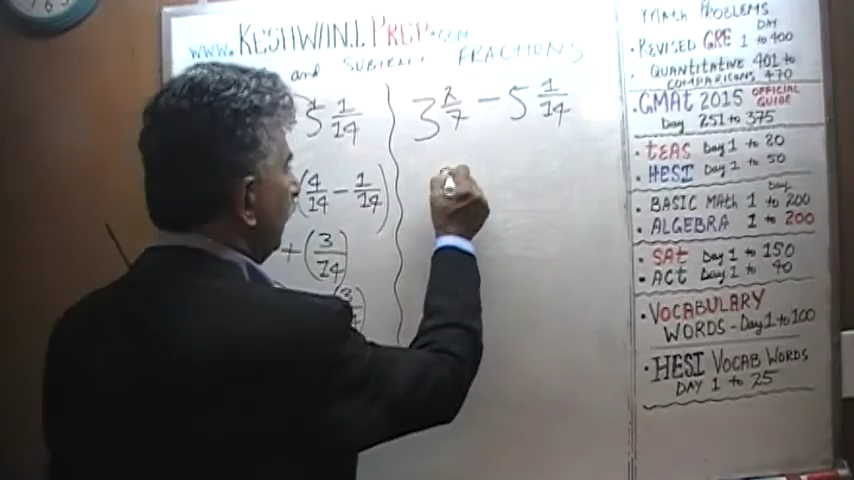 www.KESHWANI PREP.com
and SUBTRACT FRACTIONS
5 1/14
3 2/7 - 5 1/14
(4/14 - 1/14)
+ (3/14)
MATH PROBLEMS
DAY
• REVISED GRE 1 to 400
• QUANTITATIVE 401 to
COMPARISONS 470
• GMAT 2015 OFFICIAL GUIDE
Day 251 to 375
• TEAS Day 1 to 20
• HESI Day 1 to 50
Day
• BASIC MATH 1 to 200
• ALGEBRA 1 to 200
• SAt Day 1 to 150
• ACt Day 1 to 40
• VOCABULARY
WORDS - Day 1 to 100
• HESI VOCAB WORDS
DAY 1 to 25